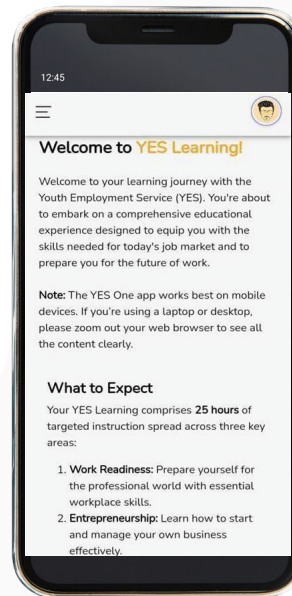 12:45
Welcome to YES Learning!
Welcome to your learning journey with the
Youth Employment Service (YES). You're about
to embark on a comprehensive educational
experience designed to equip you with the
skills needed for today's job market and to
prepare you for the future of work.
Note: The YES One app works best on mobile
devices. If you're using a laptop or desktop,
please zoom out your web browser to see all
the content clearly.
What to Expect
Your YES Learning comprises 25 hours of
targeted instruction spread across three key
areas:
1. Work Readiness: Prepare yourself for
the professional world with essential
workplace skills.
2. Entrepreneurship: Learn how to start
and manage your own business
effectively.